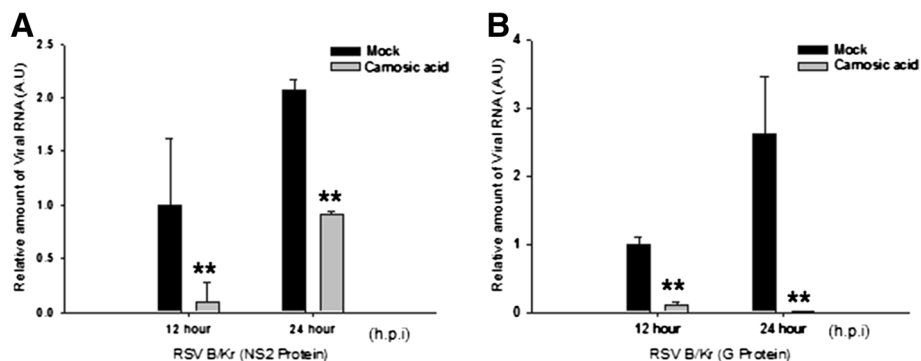 A
Relative amount of Viral RNA (A.U)
2.5
2.0
1.5
1.0
0.5
0.0
Mock
Carnosic acid
**
**
12 hour
24 hour
(h.p.i)
RSV B/Kr (NS2 Protein)
B
Relative amount of Viral RNA (A.U)
4
3
2
1
0
Mock
Carnosic acid
**
**
12 hour
24 hour
(h.p.i)
RSV B/Kr (G Protein)